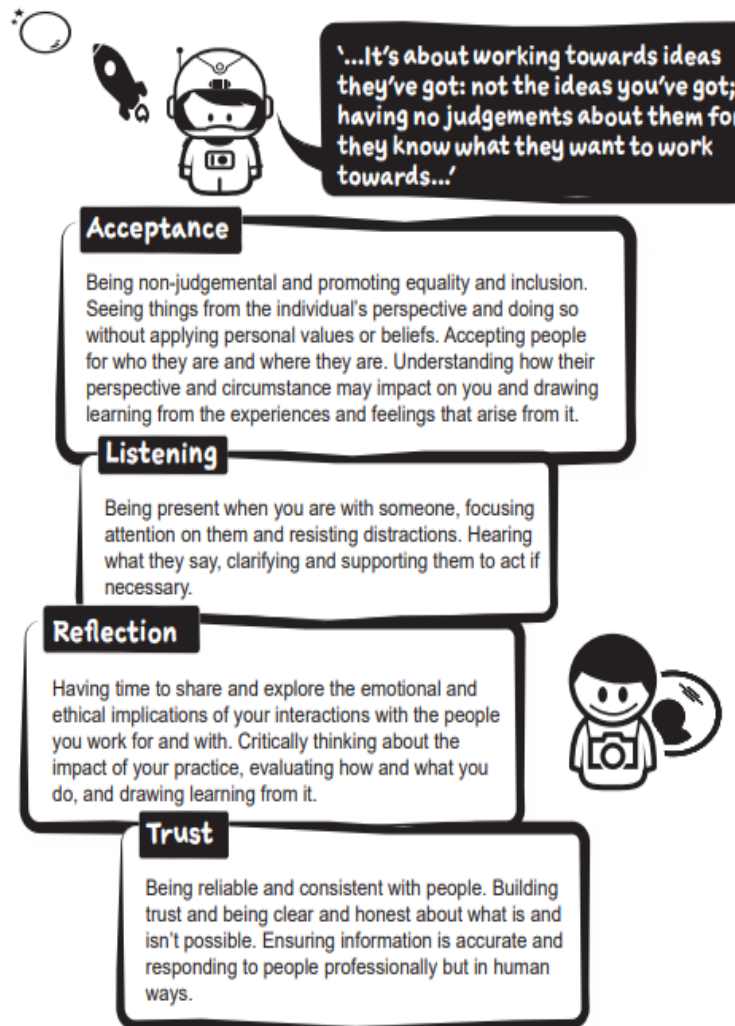 ‘...It’s about working towards ideas
they’ve got: not the ideas you’ve got;
having no judgements about them for
they know what they want to work
towards...’
Acceptance
Being non-judgemental and promoting equality and inclusion.
Seeing things from the individual’s perspective and doing so
without applying personal values or beliefs. Accepting people
for who they are and where they are. Understanding how their
perspective and circumstance may impact on you and drawing
learning from the experiences and feelings that arise from it.
Listening
Being present when you are with someone, focusing
attention on them and resisting distractions. Hearing
what they say, clarifying and supporting them to act if
necessary.
Reflection
Having time to share and explore the emotional and
ethical implications of your interactions with the people
you work for and with. Critically thinking about the
impact of your practice, evaluating how and what you
do, and drawing learning from it.
Trust
Being reliable and consistent with people. Building
trust and being clear and honest about what is and
isn’t possible. Ensuring information is accurate and
responding to people professionally but in human
ways.